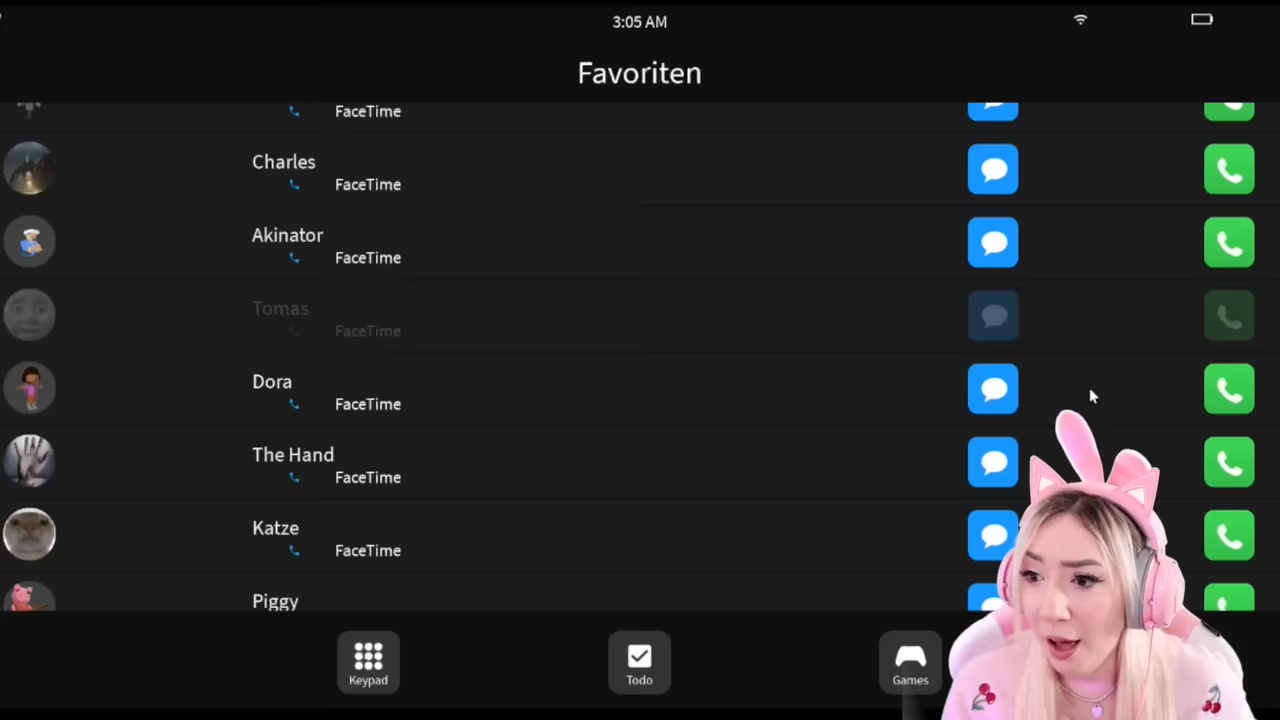 3:05 AM
Favoriten
FaceTime
Charles
FaceTime
Akinator
FaceTime
Tomas
FaceTime
Dora
FaceTime
The Hand
FaceTime
Katze
FaceTime
Piggy
Keypad
Todo
Games